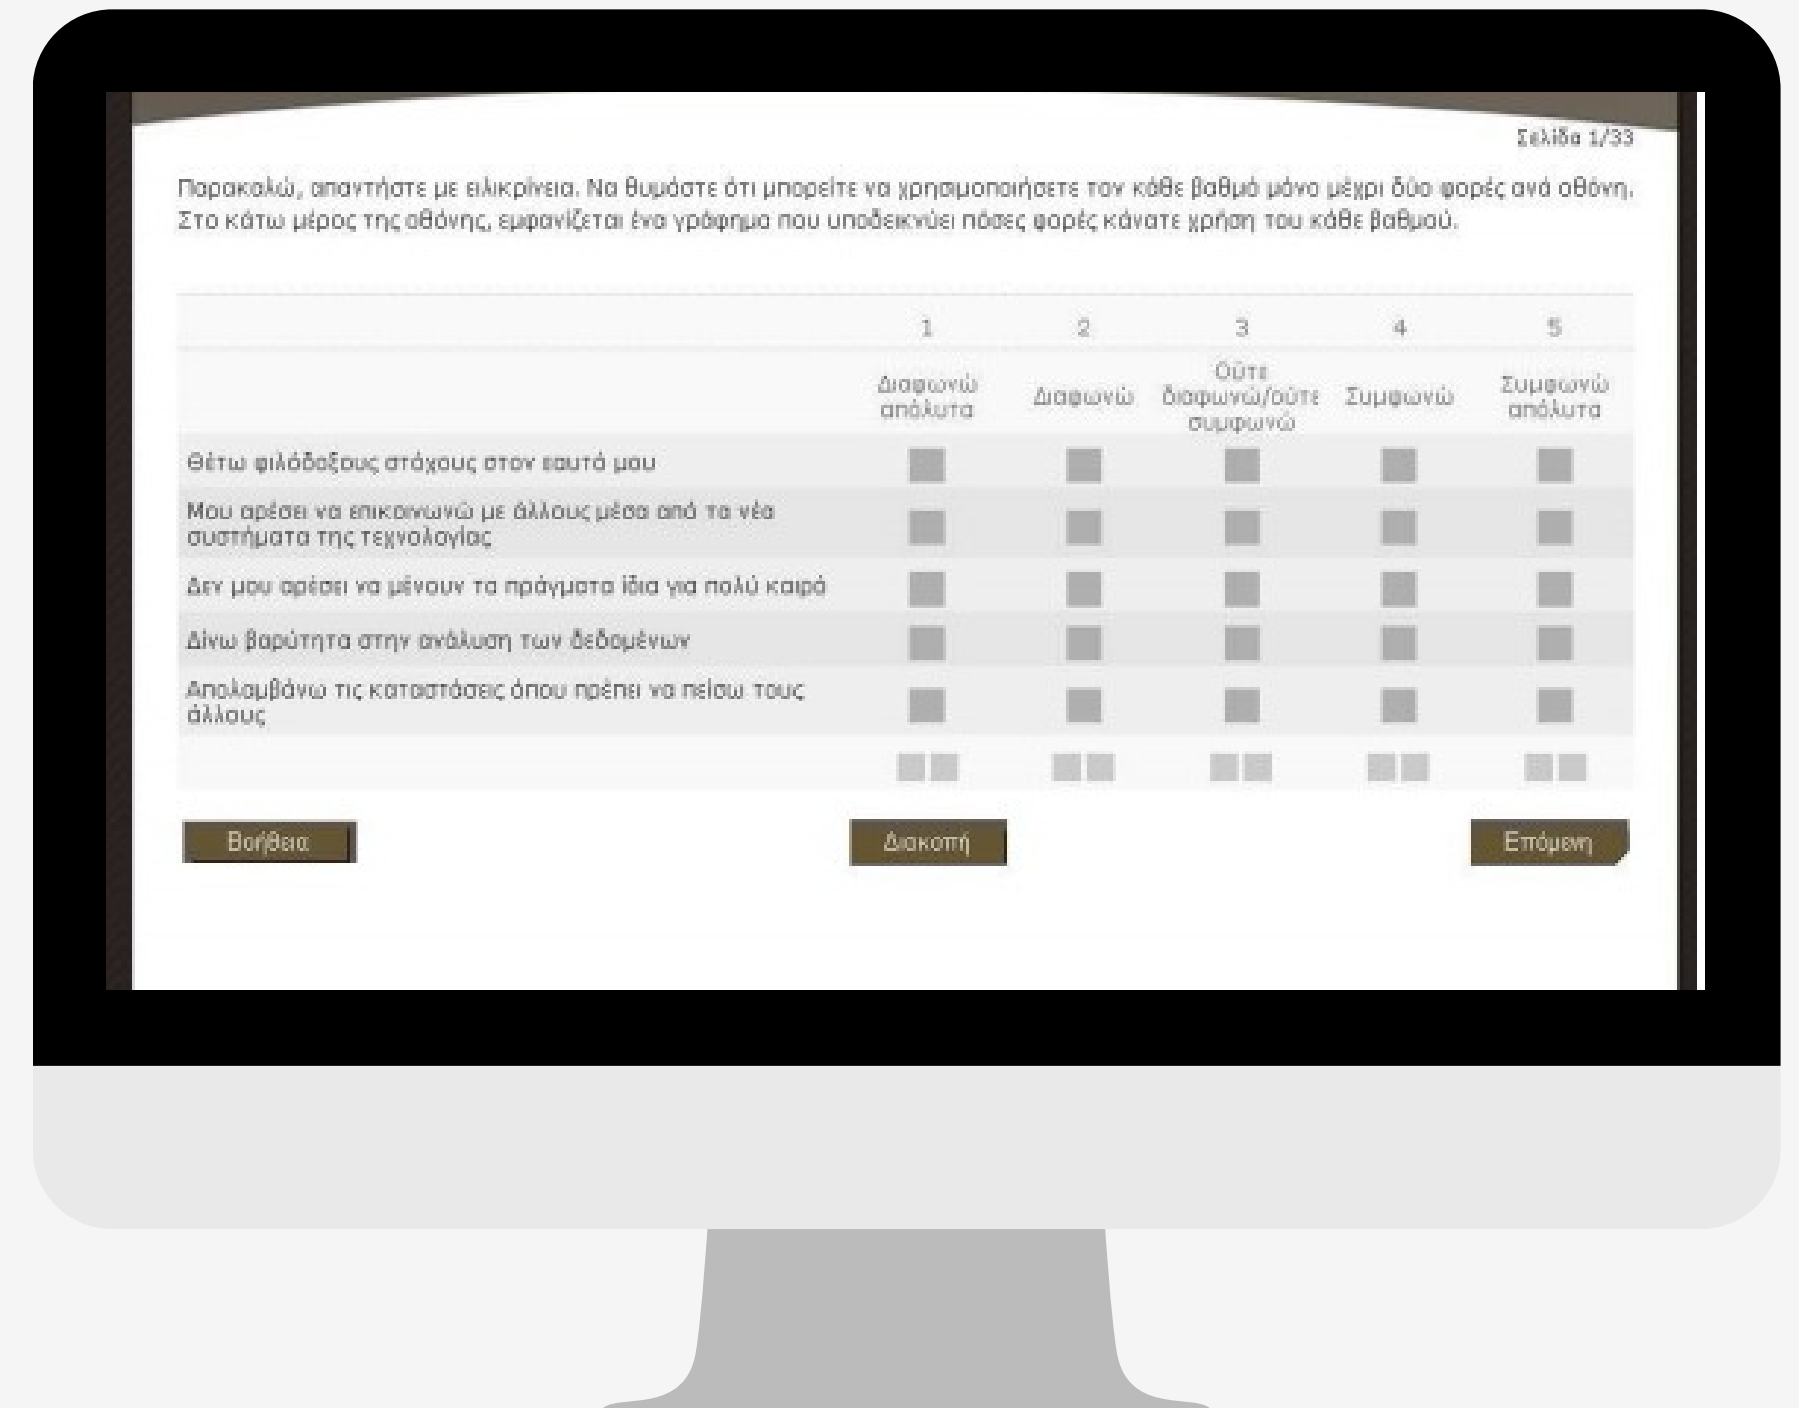 Σελίδα 1/33
Παρακαλώ, απαντήστε με ειλικρίνεια. Να θυμάστε ότι μπορείτε να χρησιμοποιήσετε τον κάθε βαθμό μόνο μέχρι δύο φορές ανά οθόνη.
Στο κάτω μέρος της οθόνης, εμφανίζεται ένα γράφημα που υποδεικνύει πόσες φορές κάνατε χρήση του κάθε βαθμού.
1 2 3 4 5
Διαφωνώ απόλυτα
Διαφωνώ
Ούτε διαφωνώ/ούτε συμφωνώ
Συμφωνώ
Συμφωνώ απόλυτα
Θέτω φιλόδοξους στόχους στον εαυτό μου
Μου αρέσει να επικοινωνώ με άλλους μέσα από τα νέα
συστήματα της τεχνολογίας
Δεν μου αρέσει να μένουν τα πράγματα ίδια για πολύ καιρό
Δίνω βαρύτητα στην ανάλυση των δεδομένων
Απολαμβάνω τις καταστάσεις όπου πρέπει να πείσω τους
άλλους
Βοήθεια
Διακοπή
Επόμενη